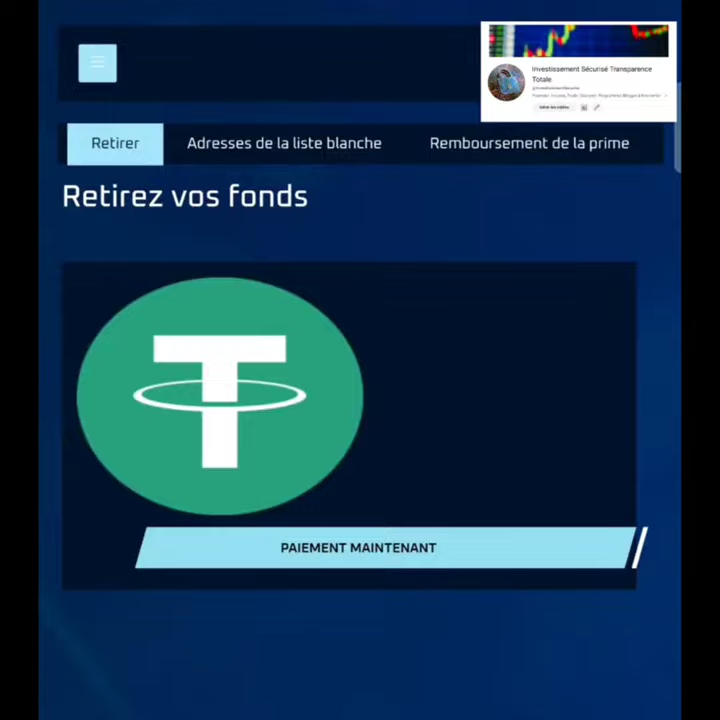 Investissement Sécurisé Transparence
Totale
Retirer
Adresses de la liste blanche
Remboursement de la prime
Retirez vos fonds
PAIEMENT MAINTENANT